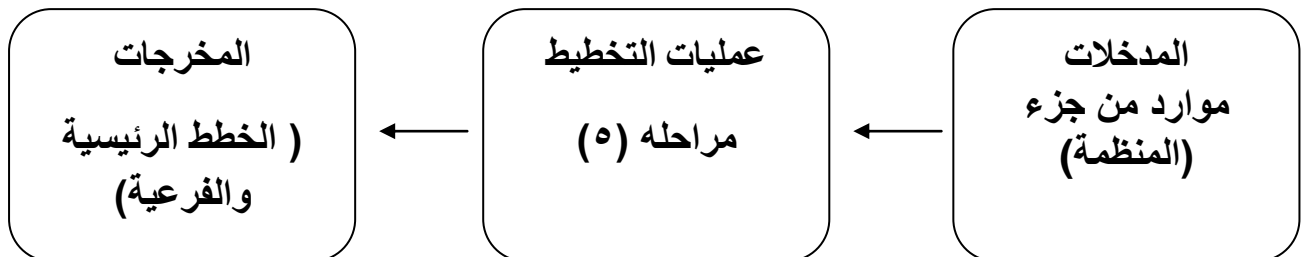 المدخلات
موارد من جزء
(المنظمة)
عمليات التخطيط
مراحله (٥)
المخرجات
( الخطط الرئيسية
والفرعية)